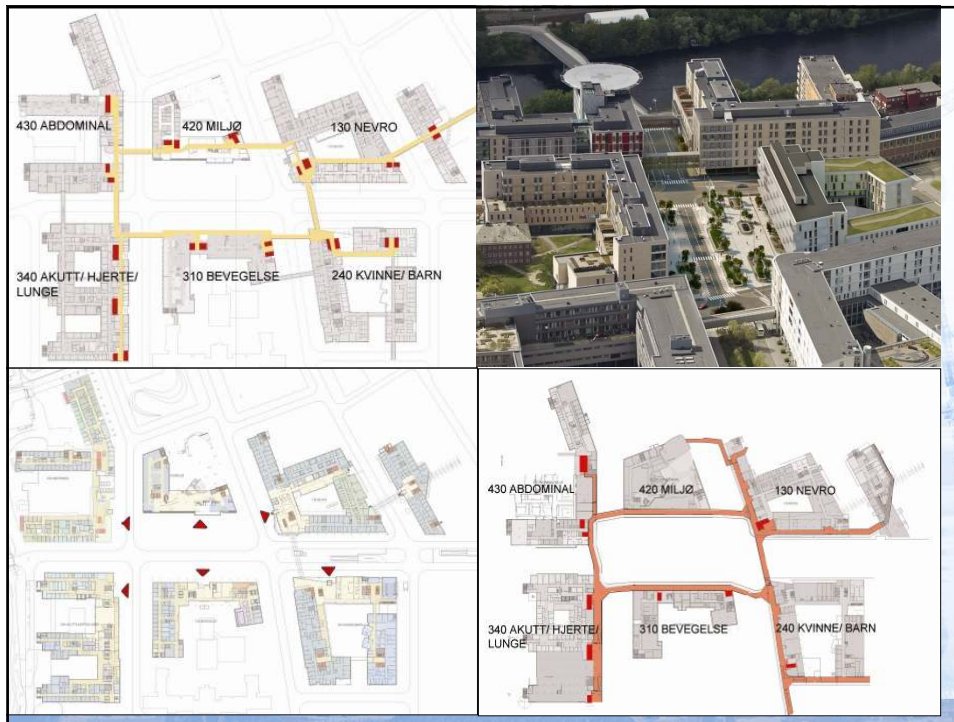 430 ABDOMINAL
420 MILJØ
130 NEVRO
340 AKUTT/ HJERTE/
LUNGE
310 BEVEGELSE
240 KVINNE/ BARN
430 ABDOMINAL
420 MILJØ
130 NEVRO
340 AKUTT/ HJERTE/
LUNGE
310 BEVEGELSE
240 KVINNE/ BARN